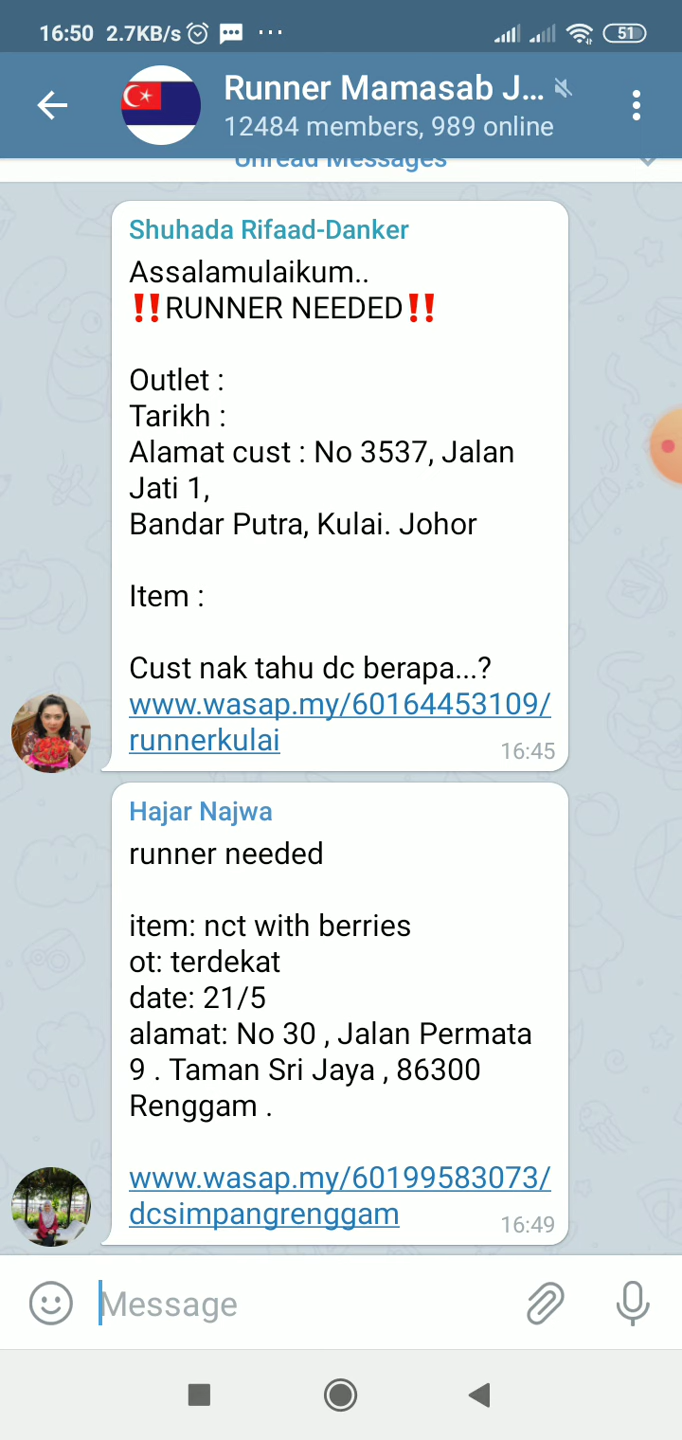 16:50 2.7KB/s ... 51
Runner Mamasab J...
12484 members, 989 online
Unread Messages
Shuhada Rifaad-Danker
Assalamulaikum..
‼️RUNNER NEEDED‼️
Outlet :
Tarikh :
Alamat cust : No 3537, Jalan
Jati 1,
Bandar Putra, Kulai. Johor
Item :
Cust nak tahu dc berapa...?
www.wasap.my/60164453109/
runnerkulai
16:45
Hajar Najwa
runner needed
item: nct with berries
ot: terdekat
date: 21/5
alamat: No 30 , Jalan Permata
9 . Taman Sri Jaya , 86300
Renggam .
www.wasap.my/60199583073/
dcsimpangrenggam
16:49
Message